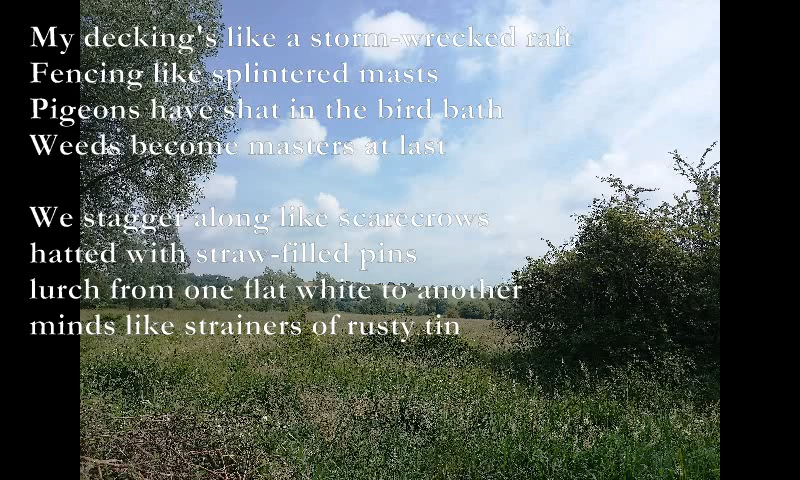 My decking's like a storm-wrecked raft
Fencing like splintered masts
Pigeons have shat in the bird bath
Weeds become masters at last
We stagger along like scarecrows
hatted with straw-filled pins
lurch from one flat white to another
minds like strainers of rusty tin